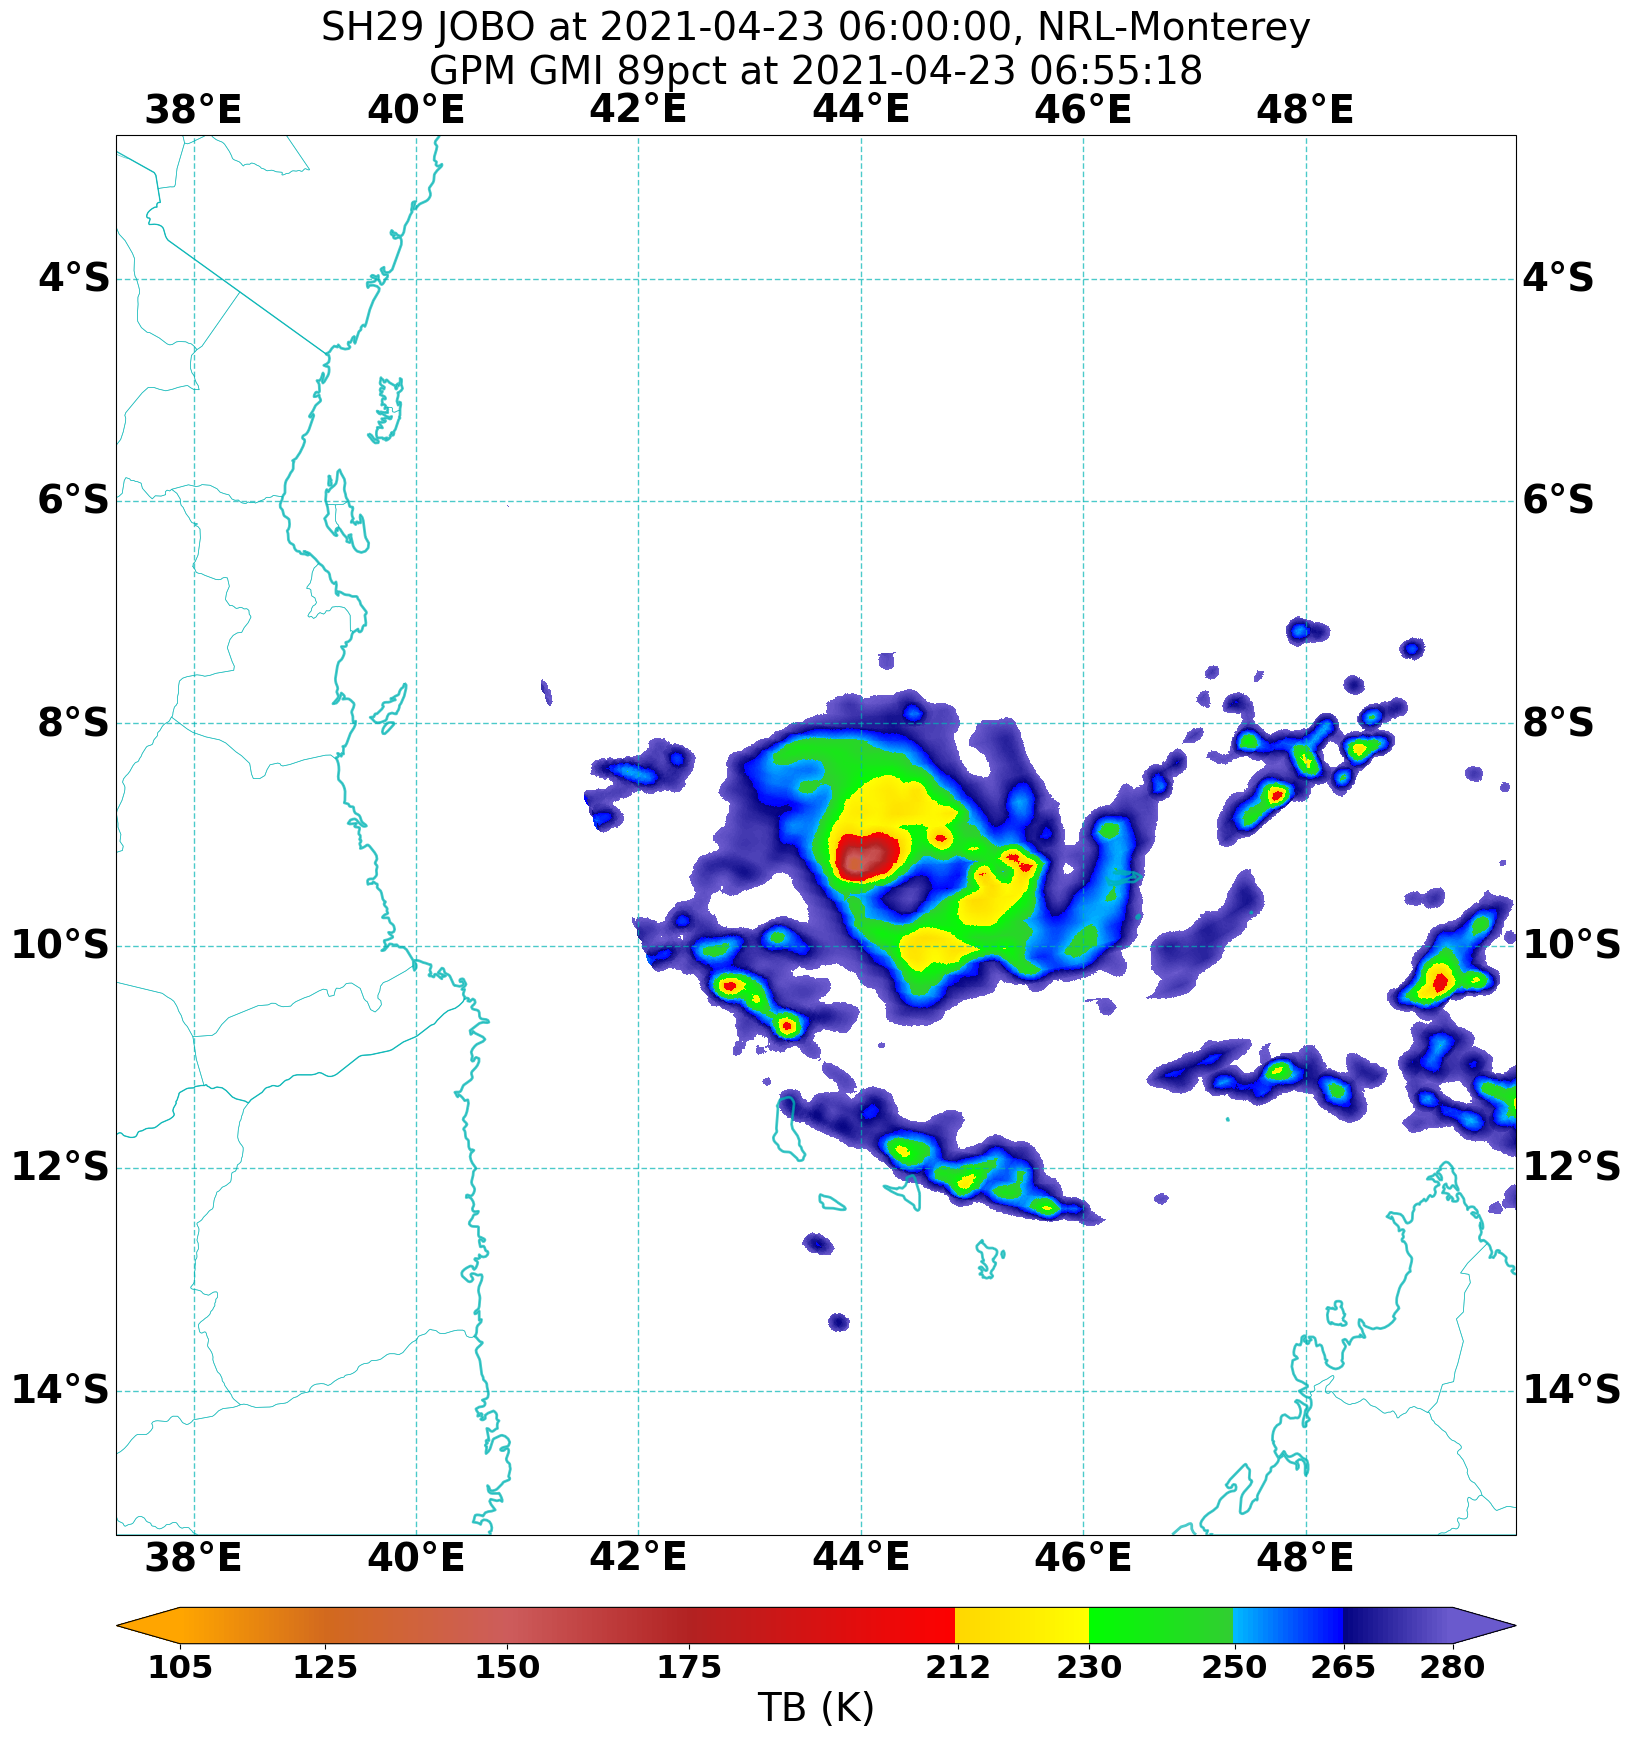 SH29 JOBO at 2021-04-23 06:00:00, NRL-Monterey
GPM GMI 89pct at 2021-04-23 06:55:18
38°E 40°E 42°E 44°E 46°E 48°E
4°S 4°S
6°S 6°S
8°S 8°S
10°S 10°S
12°S 12°S
14°S 14°S
38°E 40°E 42°E 44°E 46°E 48°E
105 125 150 175 212 230 250 265 280
TB (K)